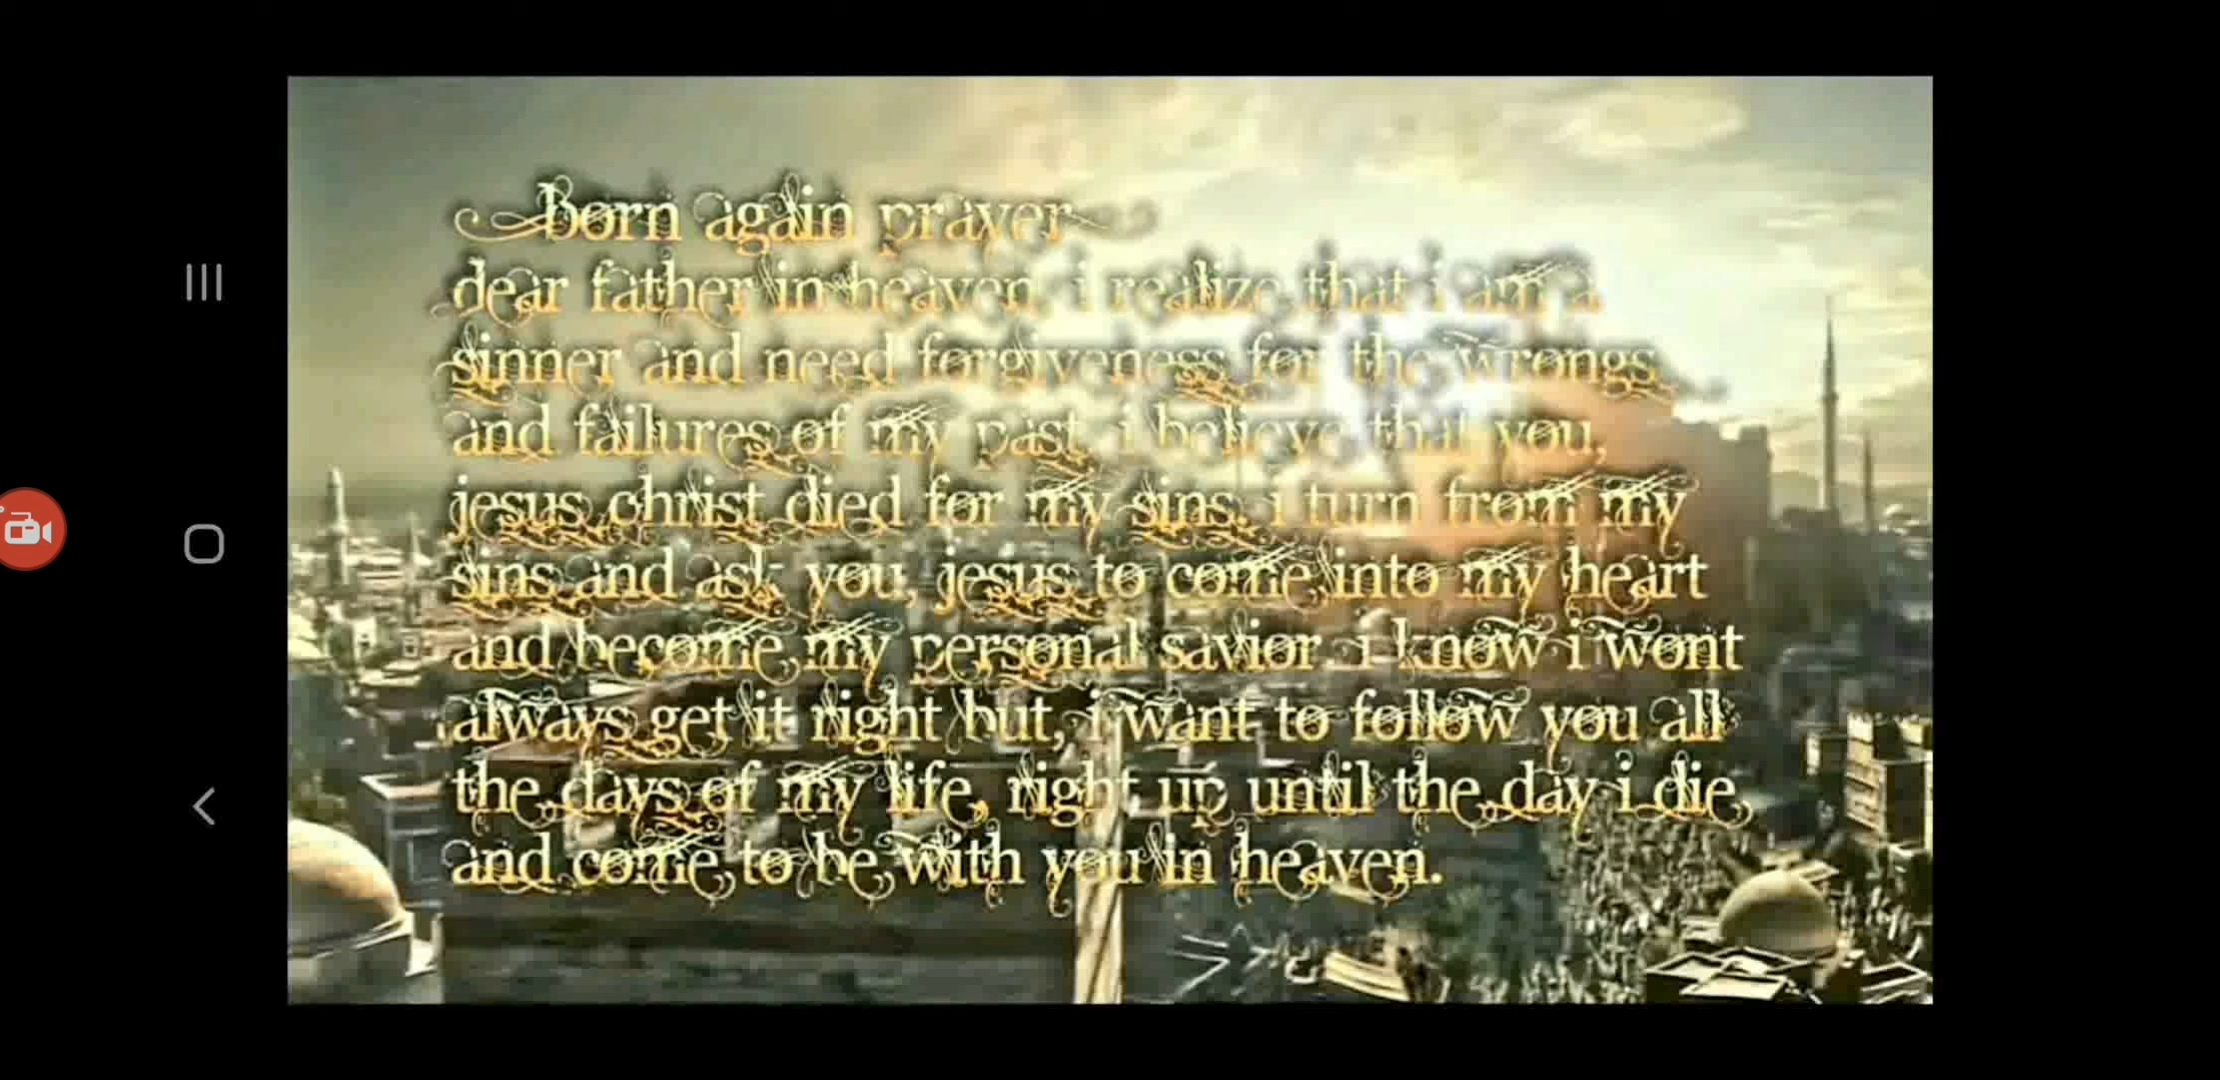 Born again prayer
dear father in heaven, i realize that i am a
sinner and need forgiveness for the wrongs
and failures of my past. i believe that you,
jesus christ died for my sins. i turn from my
sins and ask you, jesus to come into my heart
and become my personal savior. i know i wont
always get it right but, i want to follow you all
the days of my life, right up until the day i die,
and come to be with you in heaven.